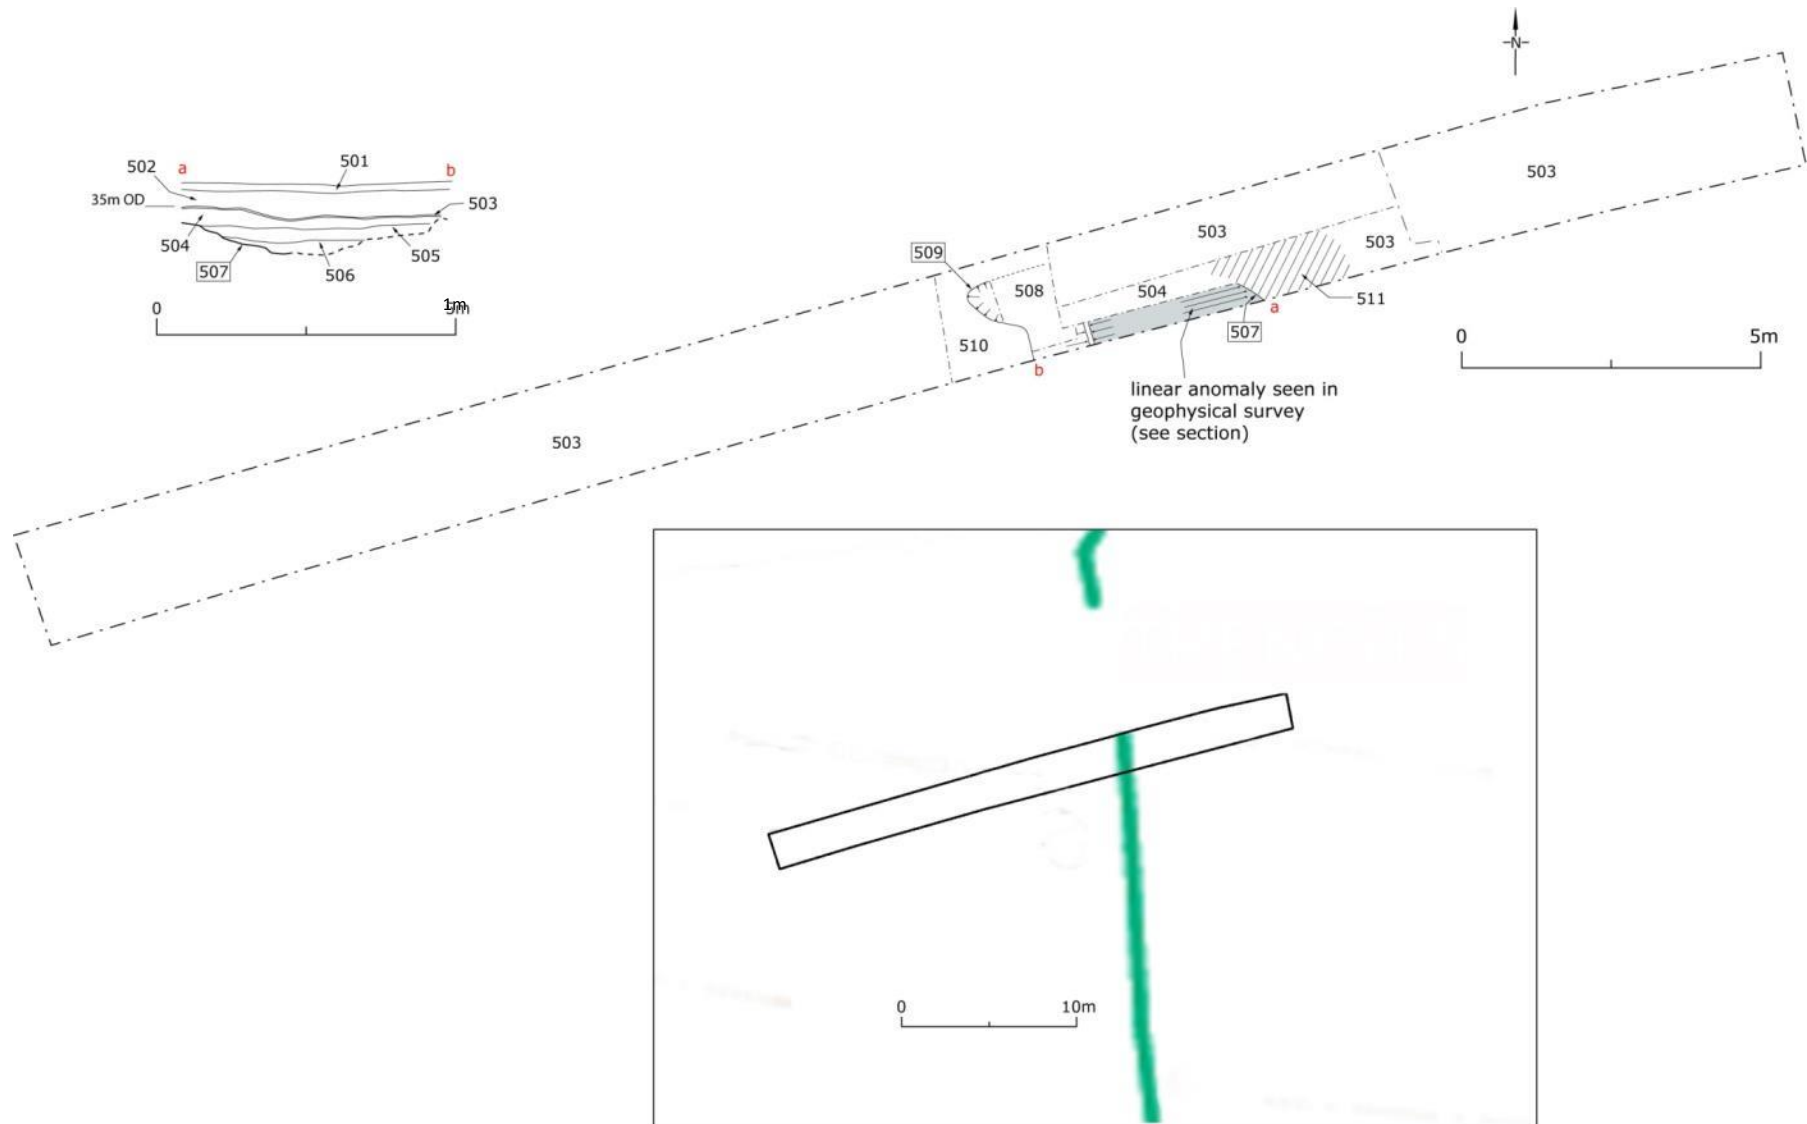 N
502
a
501
b
35m OD
503
504
505
507
506
0
1m
5m
503
503
503
509
508
504
511
a
507
510
b
0
5m
linear anomaly seen in
geophysical survey
(see section)
503
0
10m